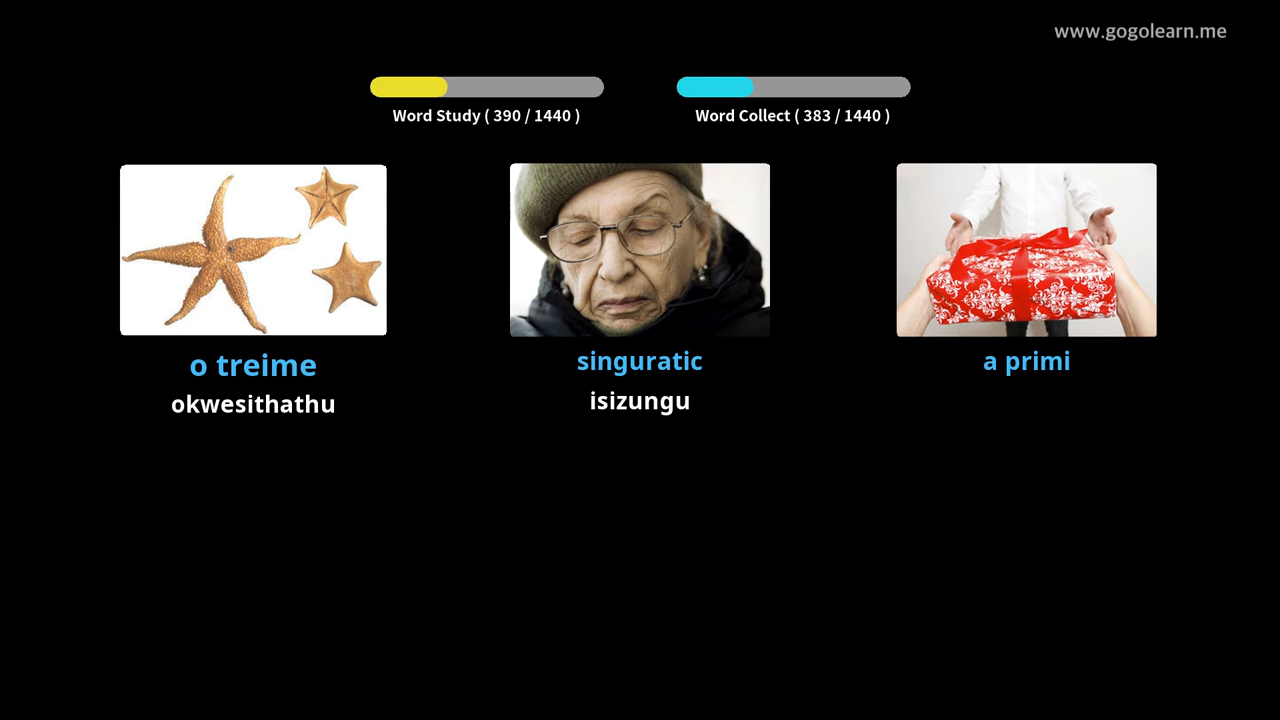 www.gogolearn.me
Word Study ( 390 / 1440 )
Word Collect ( 383 / 1440 )
o treime
okwesithathu
singuratic
isizungu
a primi